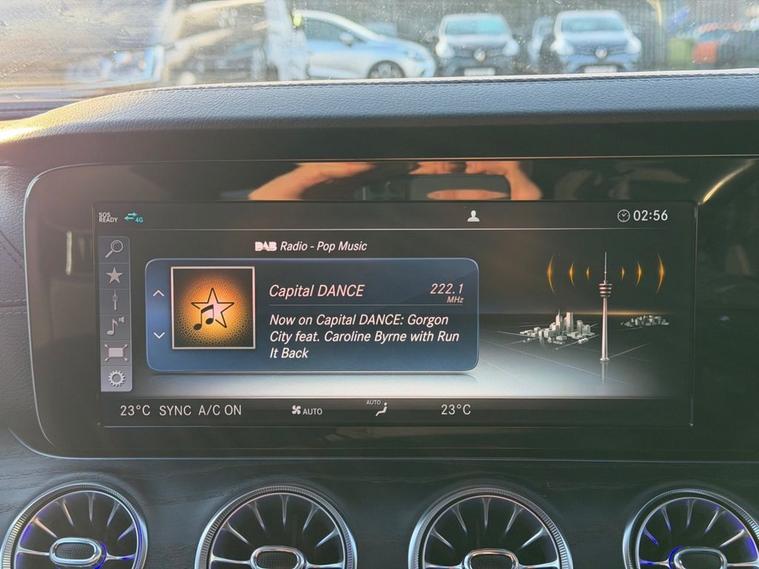 SOS
READY 4G 02:56
DAB Radio - Pop Music
Capital DANCE 222.1
MHz
Now on Capital DANCE: Gorgon
City feat. Caroline Byrne with Run
It Back
AUTO
23°C SYNC A/C ON AUTO 23°C